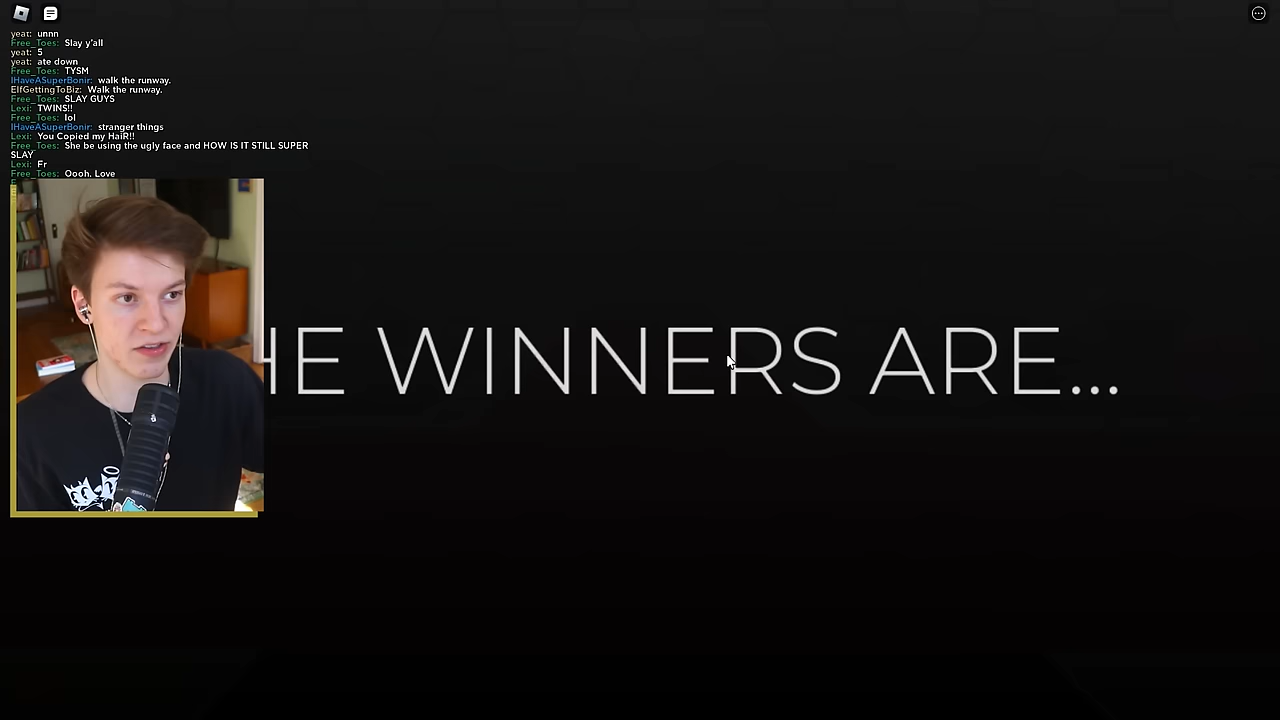 yeat: unnn
Free_Toes: Slay y'all
yeat: 5
yeat: ate down
Free_Toes: TYSM
IHaveASuperBonir: walk the runway.
ElfGettingToBiz: Walk the runway.
Free_Toes: SLAY GUYS
Lexi: TWINS!!
Free_Toes: lol
IHaveASuperBonir: stranger things
Lexi: You Copied my HaiR!!
Free_Toes: She be using the ugly face and HOW IS IT STILL SUPER
SLAY
Lexi: Fr
Free_Toes: Oooh. Love
HE WINNERS ARE...